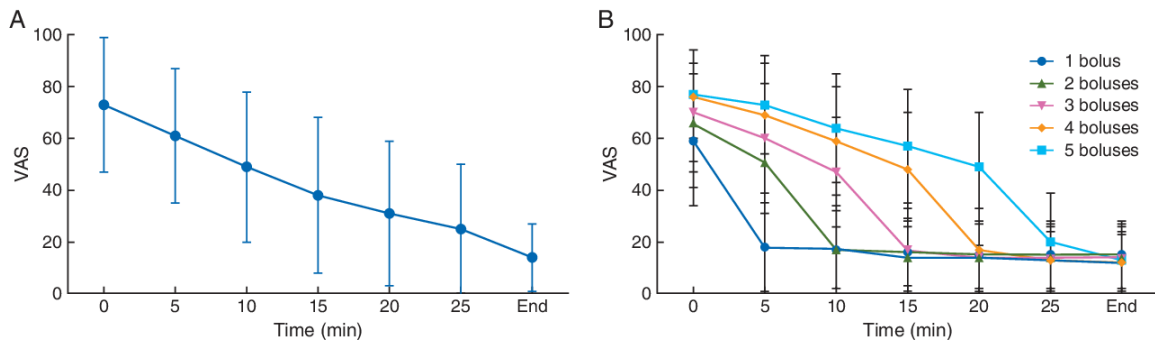 A
100
80
60
40
20
0
VAS
0 5 10 15 20 25 End
Time (min)
B
100
80
60
40
20
0
VAS
1 bolus
2 boluses
3 boluses
4 boluses
5 boluses
0 5 10 15 20 25 End
Time (min)